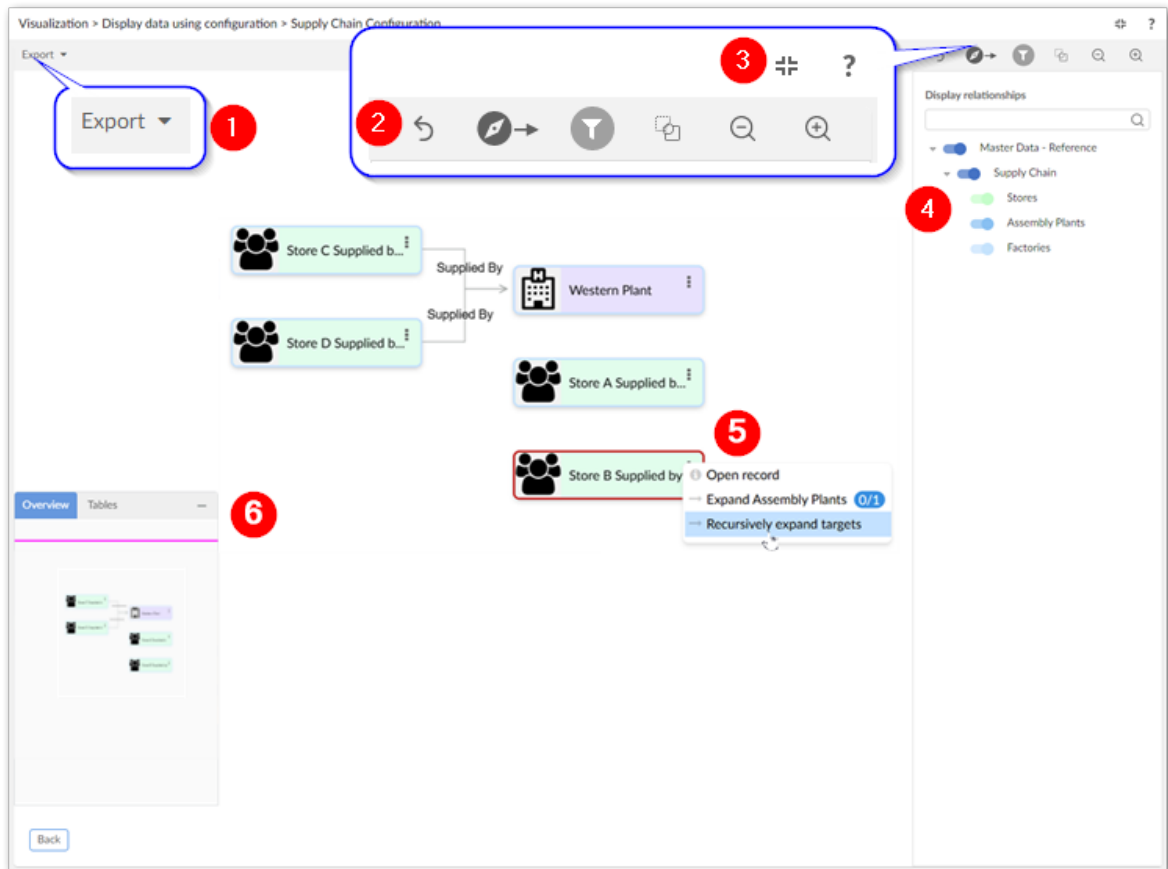 Visualization > Display data using configuration > Supply Chain Configuration
?
Export
3
?
Export
1
2
Display relationships
Master Data - Reference
Supply Chain
4
Stores
Assembly Plants
Factories
Store C Supplied b...
Supplied By
Western Plant
Supplied By
Store D Supplied b...
Store A Supplied b...
5
Store B Supplied by
Open record
Expand Assembly Plants 0/1
Recursively expand targets
Overview Tables
6
Back